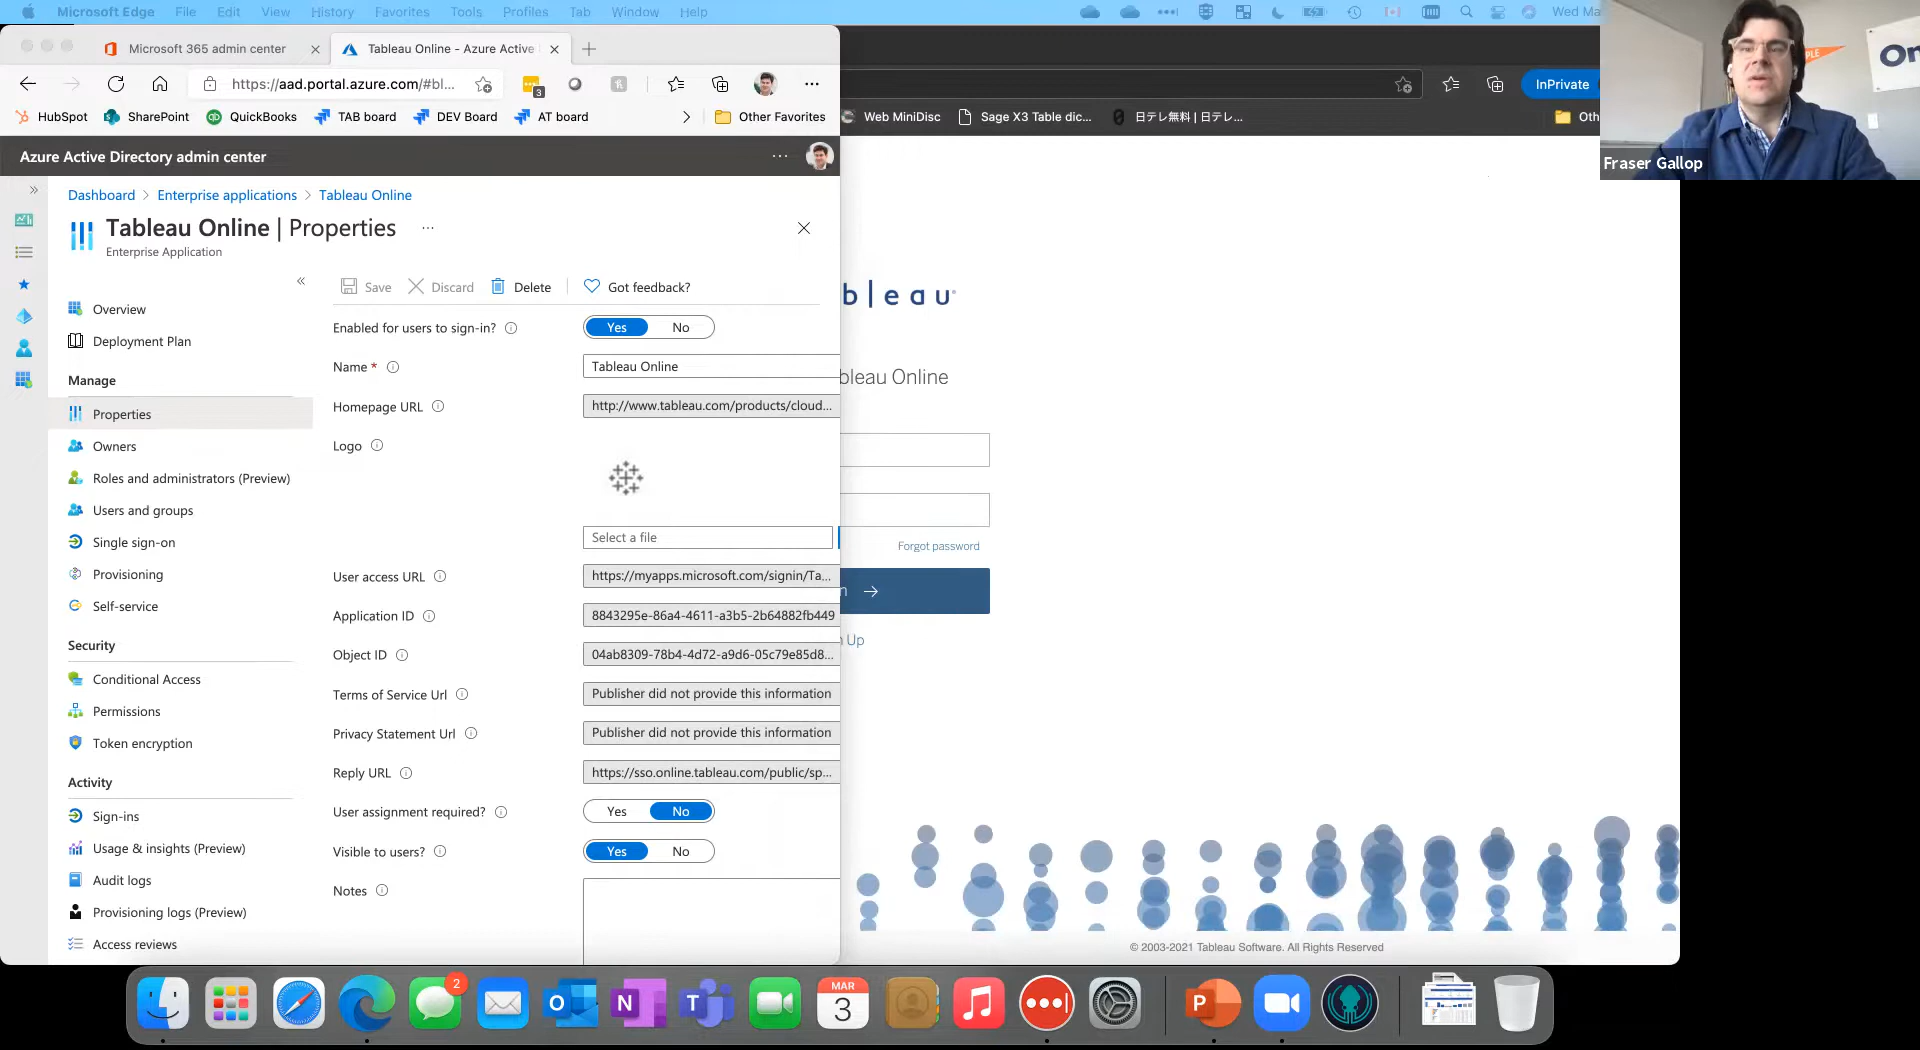 Microsoft Edge File Edit View History Favorites Tools Profiles Tab Window Help
Microsoft 365 admin center
Tableau Online - Azure Active
https://aad.portal.azure.com/#bl...
3
InPrivate
HubSpot
SharePoint
QuickBooks
TAB board
DEV Board
AT board
Other Favorites
Web MiniDisc
Sage X3 Table dic...
日テレ無料 | 日テレ...
Fraser Gallop
Azure Active Directory admin center
...
Dashboard > Enterprise applications > Tableau Online
Tableau Online | Properties ...
Enterprise Application
Save
Discard
Delete
Got feedback?
Overview
Deployment Plan
Manage
Properties
Owners
Roles and administrators (Preview)
Users and groups
Single sign-on
Provisioning
Self-service
Security
Conditional Access
Permissions
Token encryption
Activity
Sign-ins
Usage & insights (Preview)
Audit logs
Provisioning logs (Preview)
Access reviews
Enabled for users to sign-in? Yes No
Name * Tableau Online
Homepage URL http://www.tableau.com/products/cloud...
Logo
Select a file
User access URL https://myapps.microsoft.com/signin/Ta...
Application ID 8843295e-86a4-4611-a3b5-2b64882fb449
Object ID 04ab8309-78b4-4d72-a9d6-05c79e85d8...
Terms of Service Url Publisher did not provide this information
Privacy Statement Url Publisher did not provide this information
Reply URL https://sso.online.tableau.com/public/sp...
User assignment required? Yes No
Visible to users? Yes No
Notes
bleau
bleau Online
Forgot password
n →
n Up
© 2003-2021 Tableau Software. All Rights Reserved
2
MAR
3